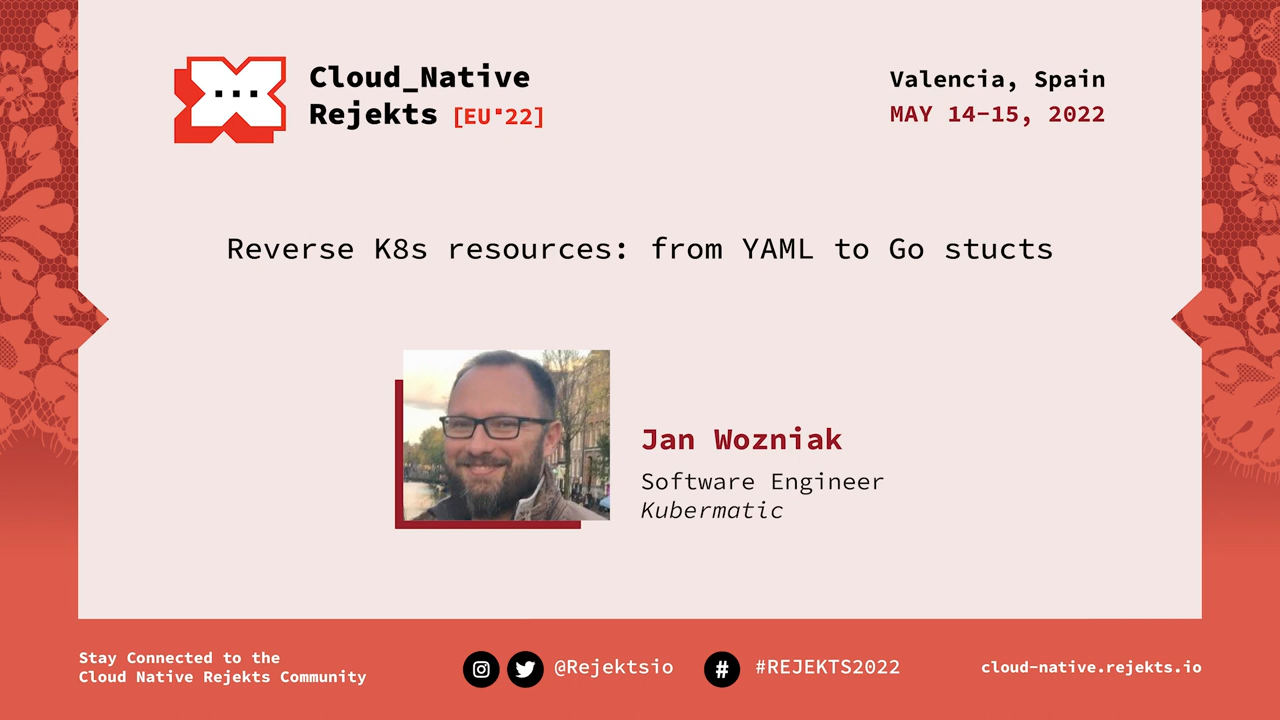 Cloud_Native
Rejekts [EU"22]
Valencia, Spain
MAY 14-15, 2022
Reverse K8s resources: from YAML to Go stucts
Jan Wozniak
Software Engineer
Kubermatic
Stay Connected to the
Cloud Native Rejekts Community
@Rejektsio
# #REJEKTS2022
cloud-native.rejekts.io